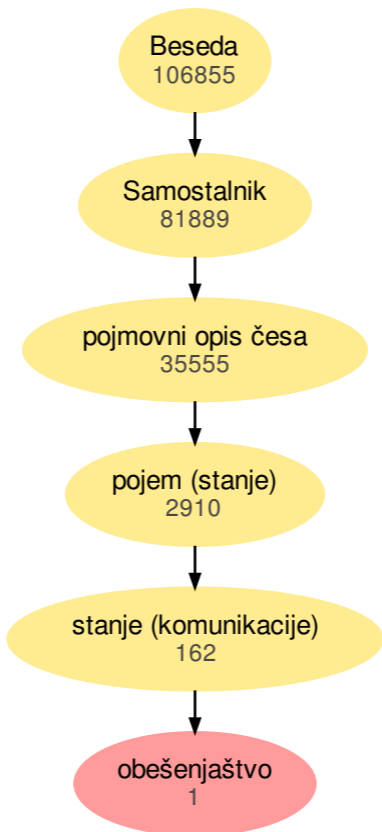 Beseda
106855
Samostalnik
81889
pojmovni opis česa
35555
pojem (stanje)
2910
stanje (komunikacije)
162
obešenjaštvo
1